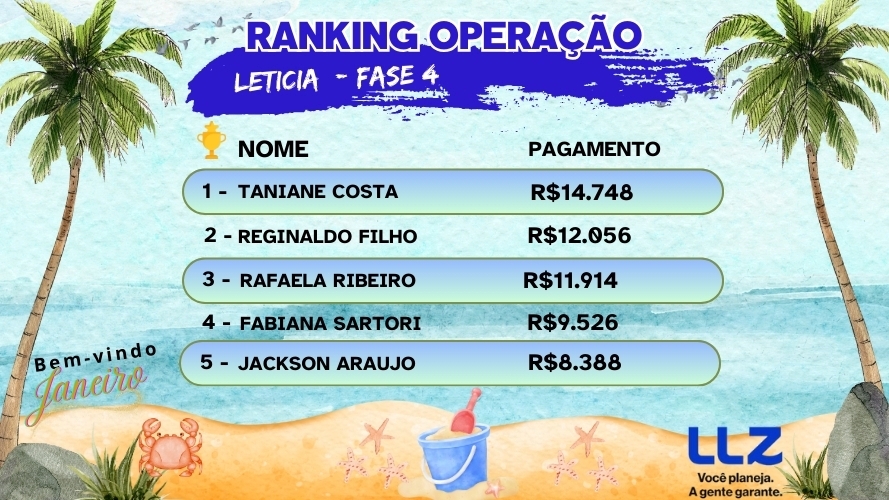 RANKING OPERAÇÃO
LETICIA - FASE 4
NOME PAGAMENTO
1 - TANIANE COSTA R$14.748
2 - REGINALDO FILHO R$12.056
3 - RAFAELA RIBEIRO R$11.914
4 - FABIANA SARTORI R$9.526
5 - JACKSON ARAUJO R$8.388
Bem-vindo
Janeiro
LLZ
Você planeja.
A gente garante.